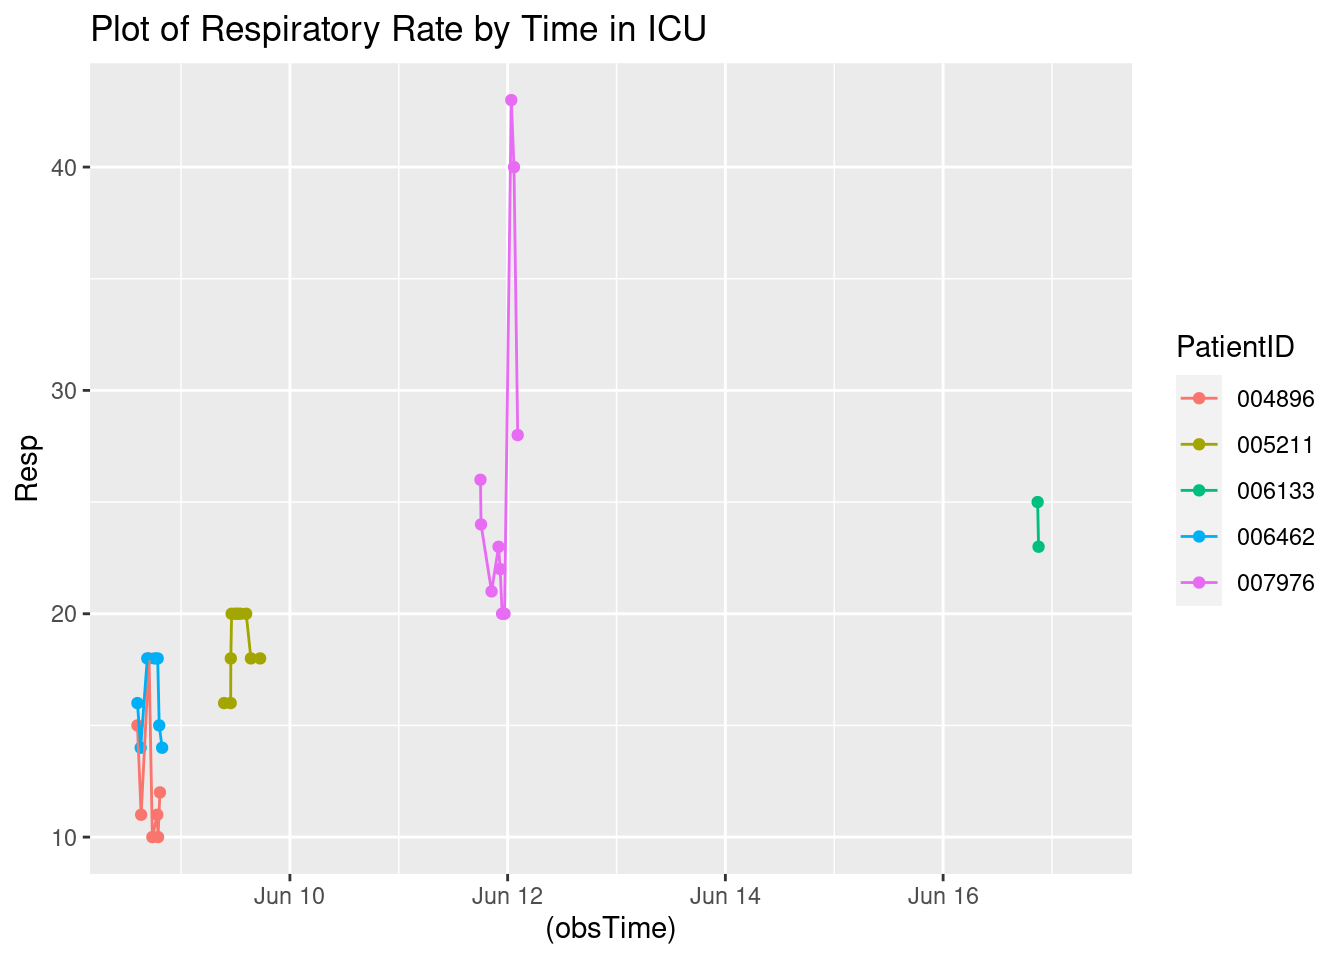 Plot of Respiratory Rate by Time in ICU
40
30
20
10
Resp
Jun 10
Jun 12
Jun 14
Jun 16
(obsTime)
PatientID
004896
005211
006133
006462
007976